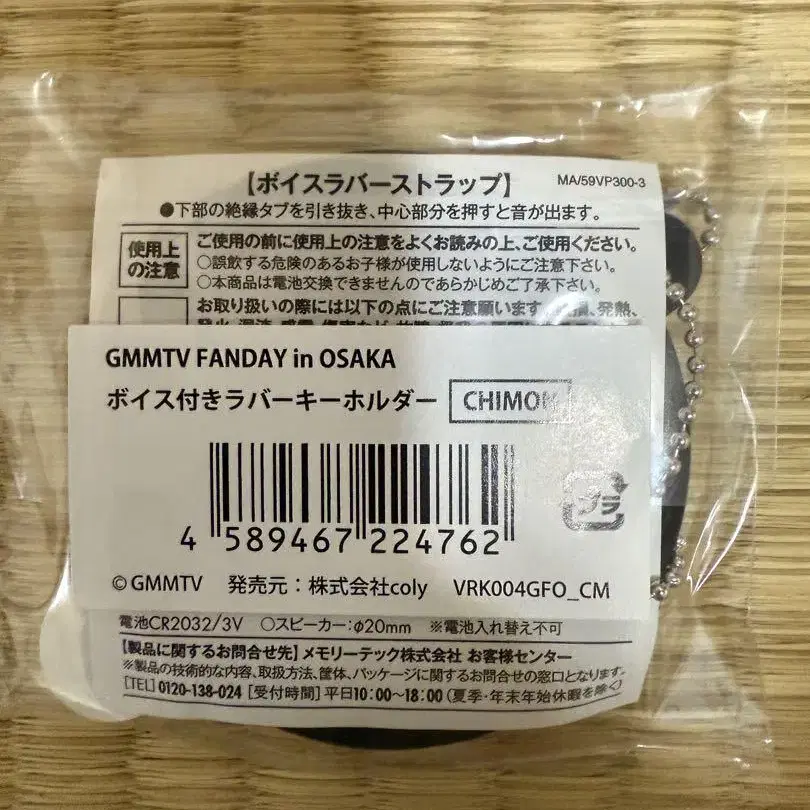 【ボイスラバーストラップ】
MA/59VP300-3
●下部の絶縁タブを引き抜き、中心部分を押すと音が出ます。
使用上の注意
ご使用の前に使用上の注意をよくお読みの上、ご使用ください。
○誤飲する危険のあるお子様が使用しないようにご注意下さい。
○本商品は電池交換できませんのであらかじめご了承下さい。
お取り扱いの際には以下の点にご注意願います。
発熱、
GMMTV FANDAY in OSAKA
ボイス付きラバーキーホルダー CHIMON
4 589467 224762
プラ
©GMMTV 発売元：株式会社coly VRK004GFO_CM
電池CR2032/3V ○スピーカー：φ20mm ※電池入れ替え不可
【製品に関するお問合せ先】メモリーテック株式会社 お客様センター
※製品の技術的な内容、取扱方法、筐体、パッケージに関するお問合せの窓口となります。
[TEL] 0120-138-024 [受付時間] 平日10:00～18:00 (夏季・年末年始休暇を除く)